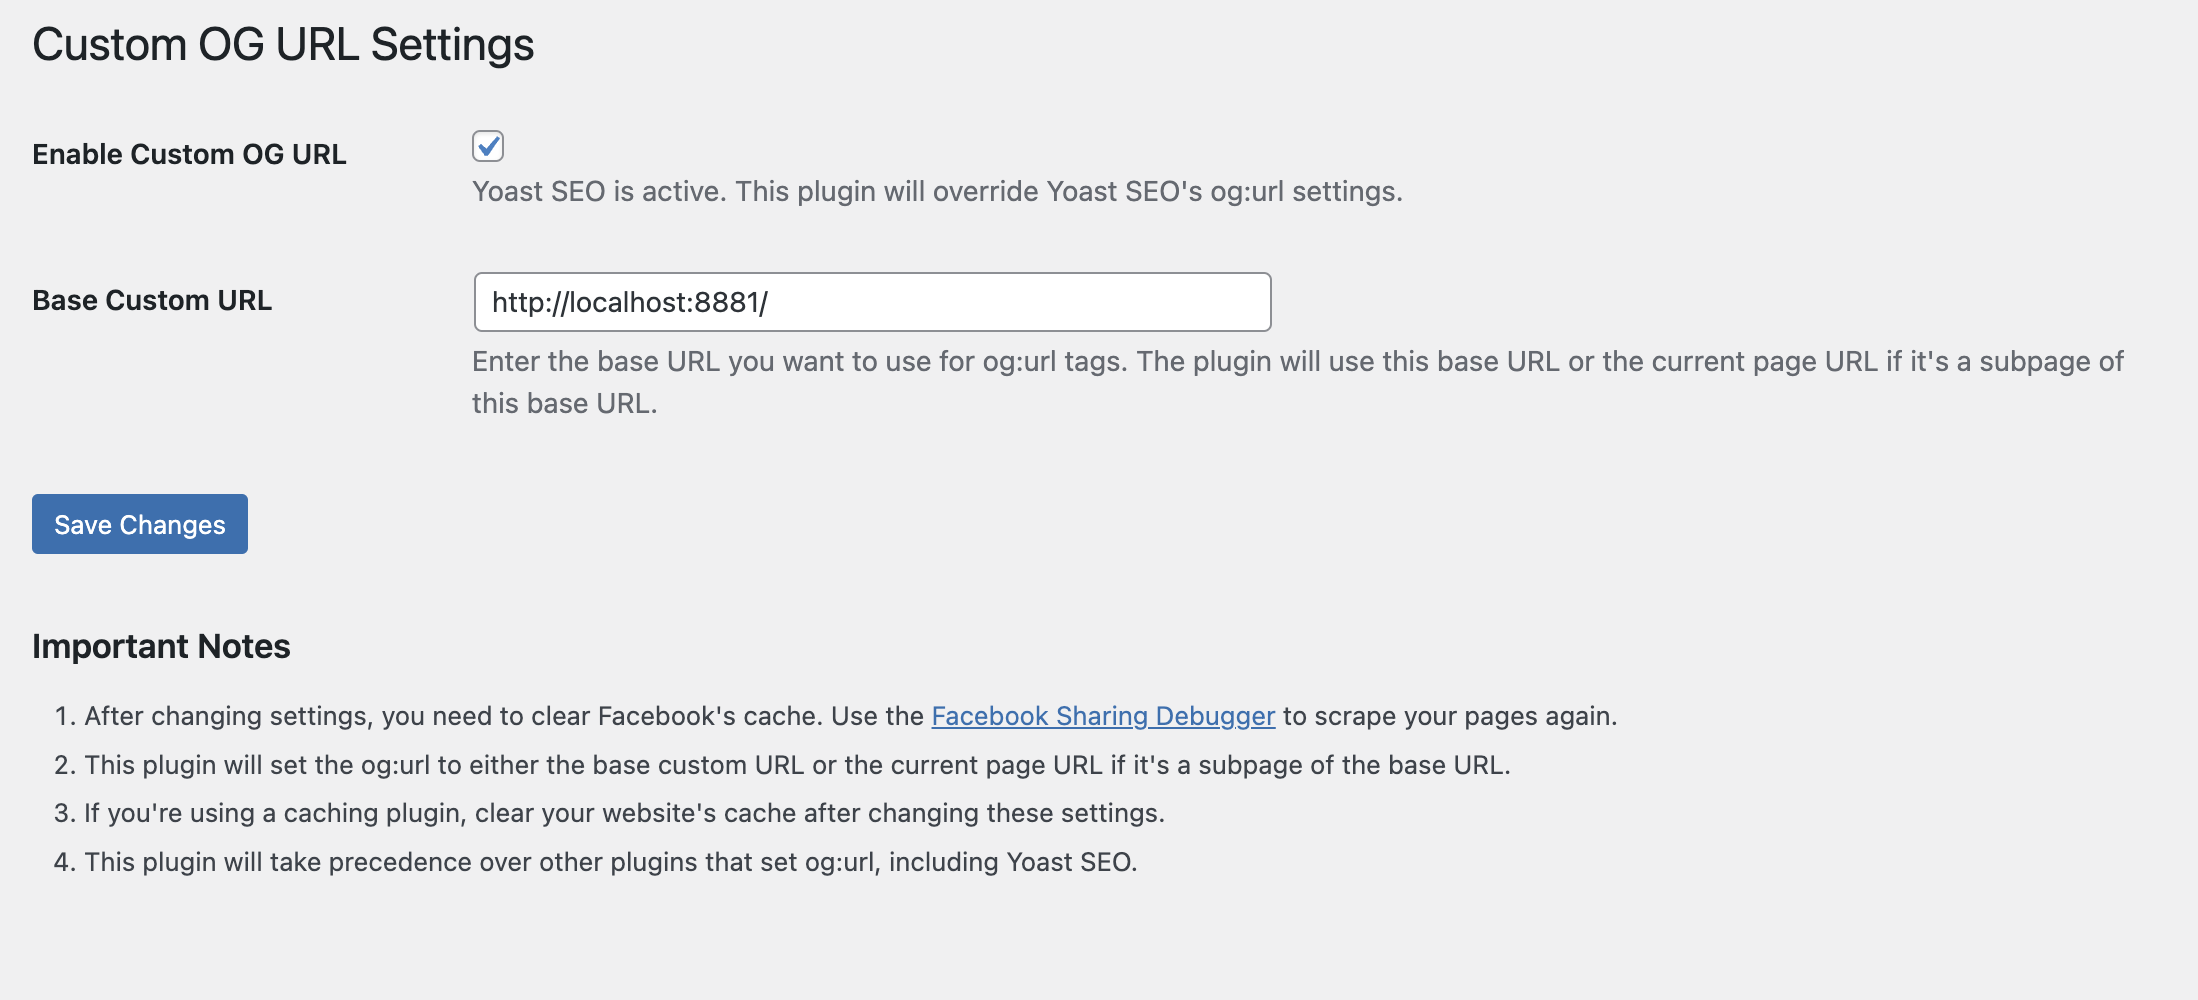 Custom OG URL Settings
Enable Custom OG URL
Yoast SEO is active. This plugin will override Yoast SEO's og:url settings.
Base Custom URL
http://localhost:8881/
Enter the base URL you want to use for og:url tags. The plugin will use this base URL or the current page URL if it's a subpage of
this base URL.
Save Changes
Important Notes
1. After changing settings, you need to clear Facebook's cache. Use the Facebook Sharing Debugger to scrape your pages again.
2. This plugin will set the og:url to either the base custom URL or the current page URL if it's a subpage of the base URL.
3. If you're using a caching plugin, clear your website's cache after changing these settings.
4. This plugin will take precedence over other plugins that set og:url, including Yoast SEO.